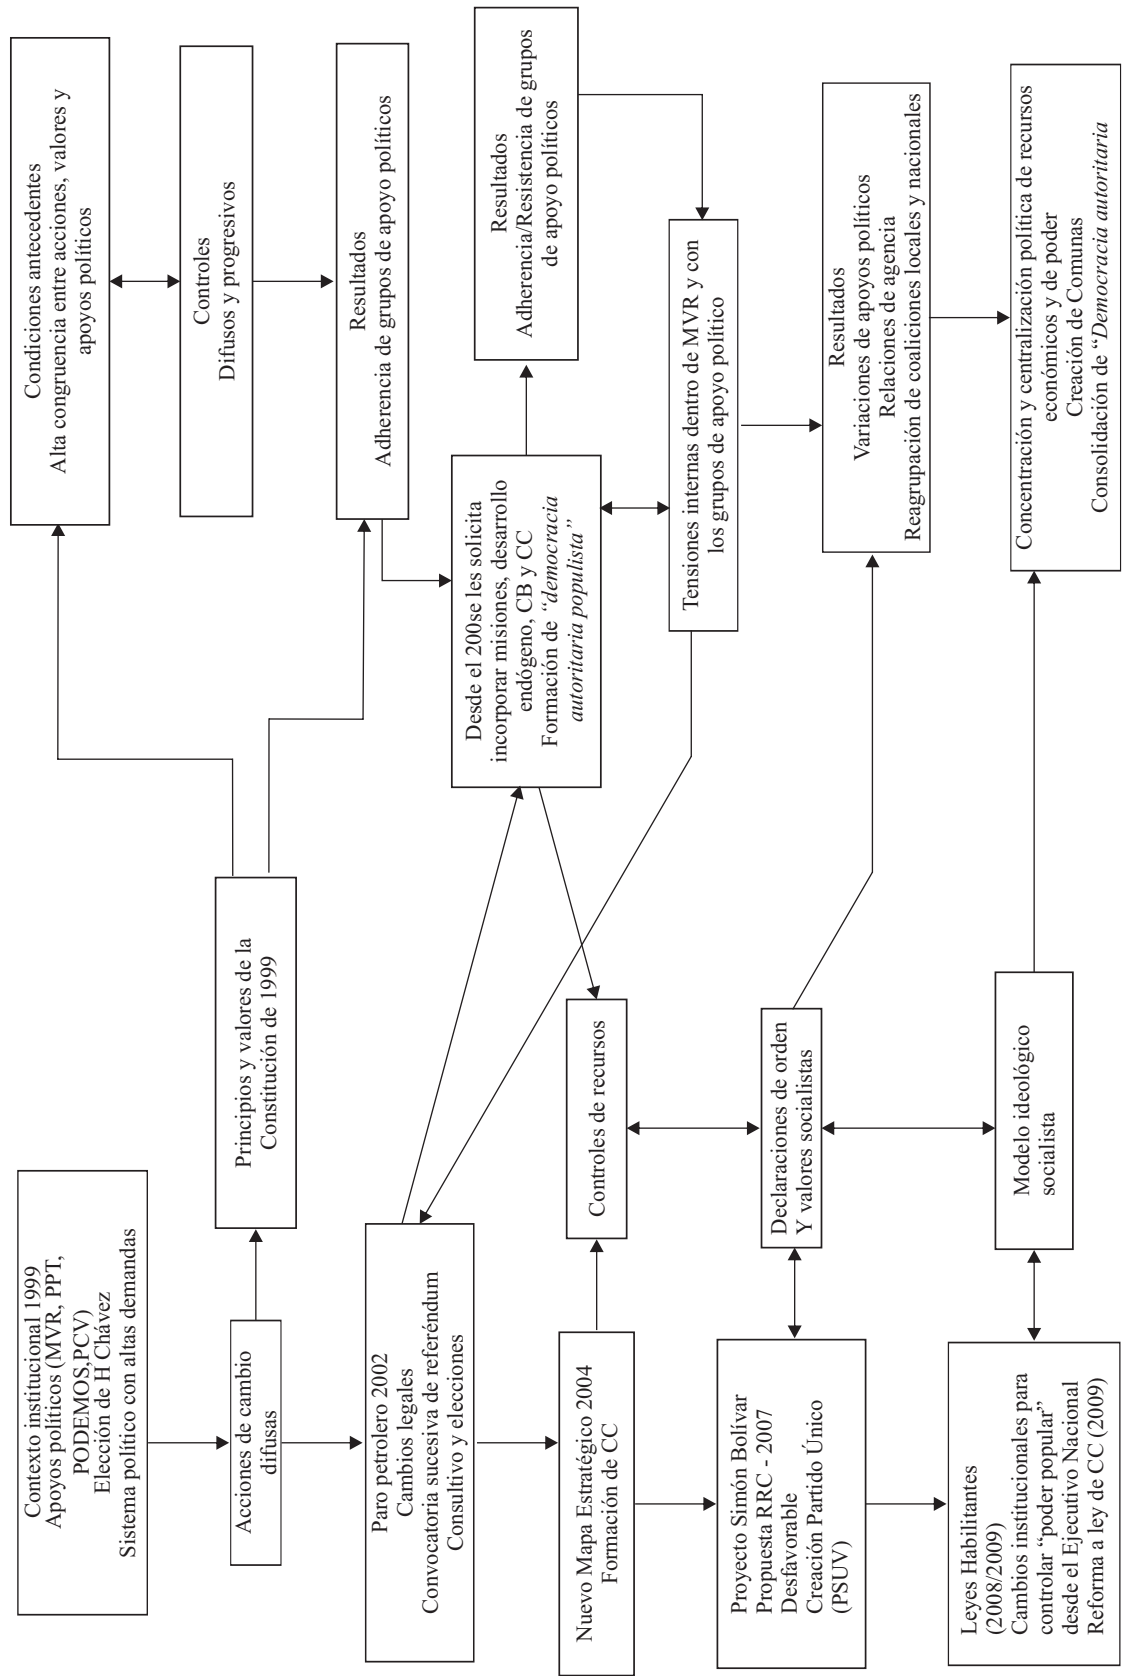 Contexto institucional 1999
Apoyos políticos (MVR, PPT,
PODEMOS,PCV)
Elección de H Chávez
Sistema político con altas demandas
Acciones de cambio
difusas
Principios y valores de la
Constitución de 1999
Condiciones antecedentes
Alta congruencia entre acciones, valores y
apoyos políticos
Controles
Difusos y progresivos
Resultados
Adherencia de grupos de apoyo políticos
Paro petrolero 2002
Cambios legales
Convocatoria sucesiva de referéndum
Consultivo y elecciones
Desde el 200se les solicita
incorporar misiones, desarrollo
endógeno, CB y CC
Formación de “democracia
autoritaria populista”
Resultados
Adherencia/Resistencia de grupos
de apoyo políticos
Nuevo Mapa Estratégico 2004
Formación de CC
Controles de recursos
Tensiones internas dentro de MVR y con
los grupos de apoyo político
Proyecto Simón Bolívar
Propuesta RRC - 2007
Desfavorable
Creación Partido Único
(PSUV)
Declaraciones de orden
Y valores socialistas
Resultados
Variaciones de apoyos políticos
Relaciones de agencia
Reagrupación de coaliciones locales y nacionales
Leyes Habilitantes
(2008/2009)
Cambios institucionales para
controlar “poder popular”
desde el Ejecutivo Nacional
Reforma a ley de CC (2009)
Modelo ideológico
socialista
Concentración y centralización política de recursos
económicos y de poder
Creación de Comunas
Consolidación de “Democracia autoritaria